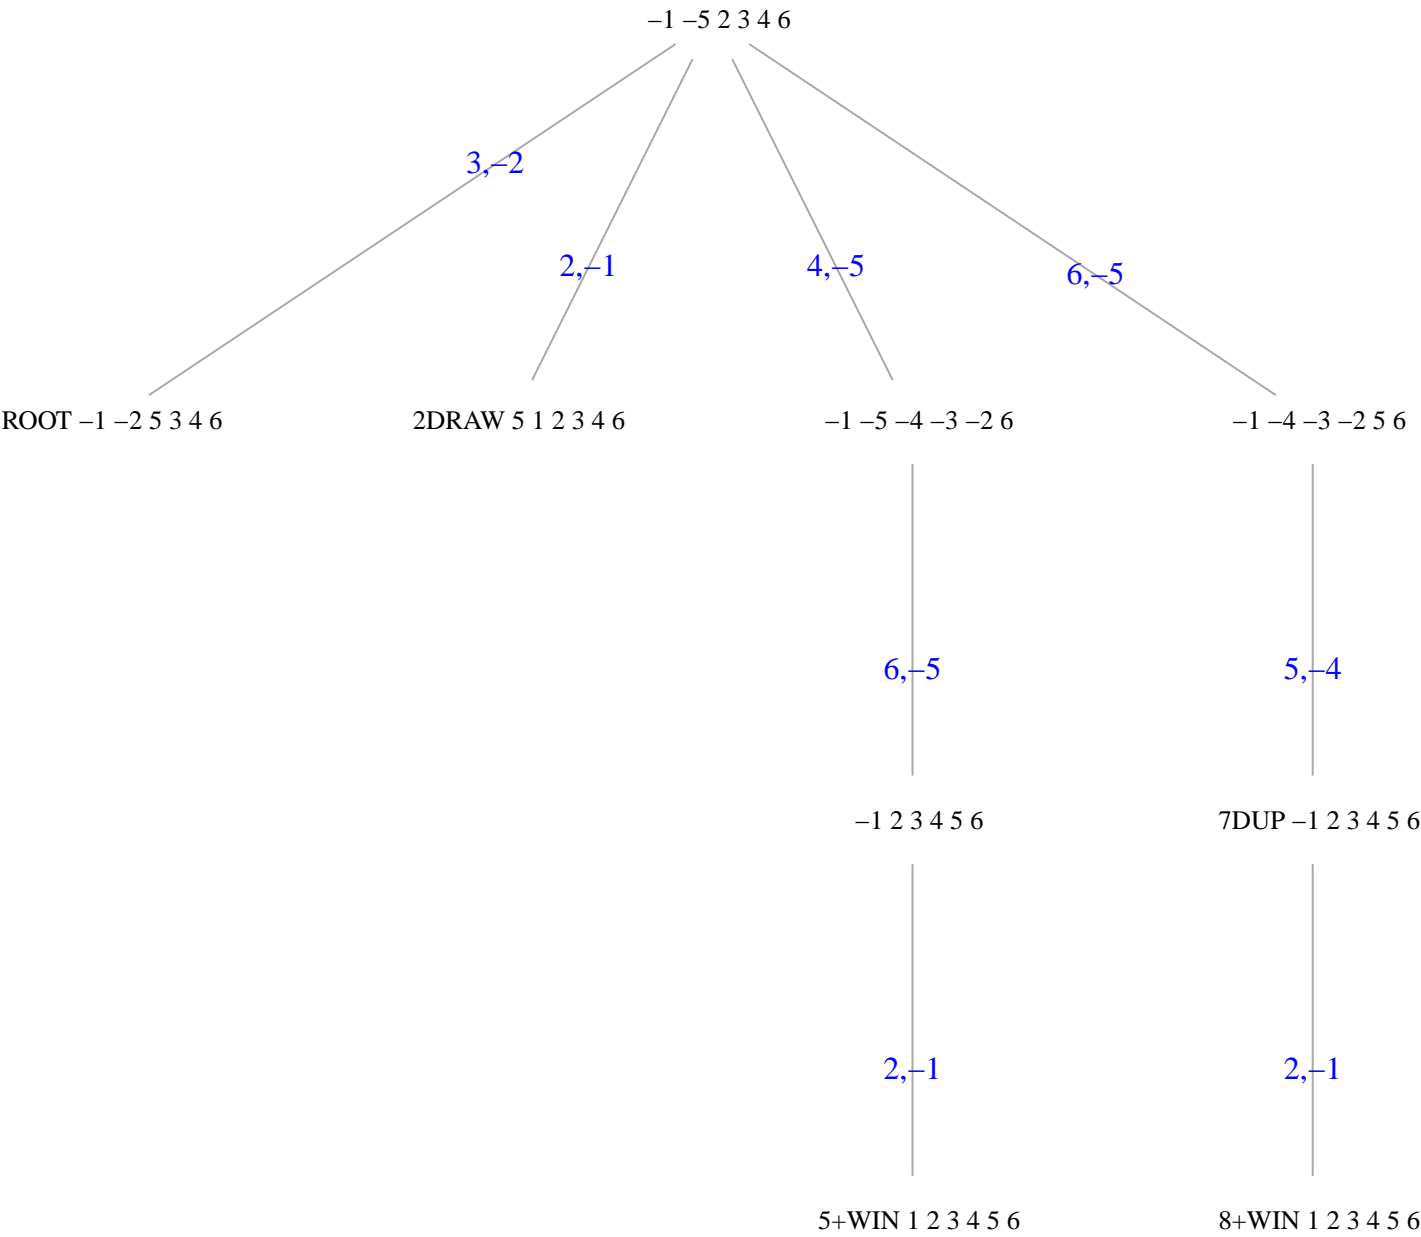 –1 –5 2 3 4 6
3,–2
2,–1
4,–5
6,–5
ROOT –1 –2 5 3 4 6
2DRAW 5 1 2 3 4 6
–1 –5 –4 –3 –2 6
–1 –4 –3 –2 5 6
6,–5
5,–4
–1 2 3 4 5 6
7DUP –1 2 3 4 5 6
2,–1
2,–1
5+WIN 1 2 3 4 5 6
8+WIN 1 2 3 4 5 6